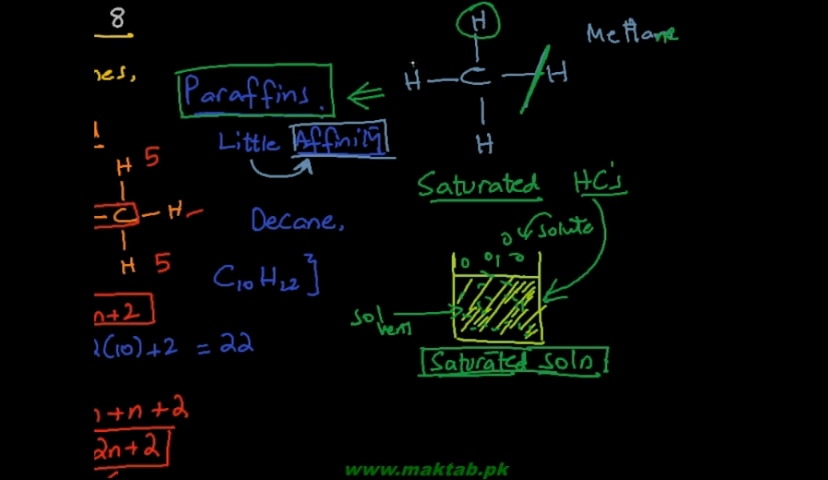 8
nes,
Paraffins.
Little Affinity
H 5
C — H
H 5
n+2
2(10)+2 = 22
n+n+2
2n+2
Decane,
C10H22
H
H — C — H
H
Methane
Saturated HC's
solute
solvent
Saturated soln
www.maktab.pk